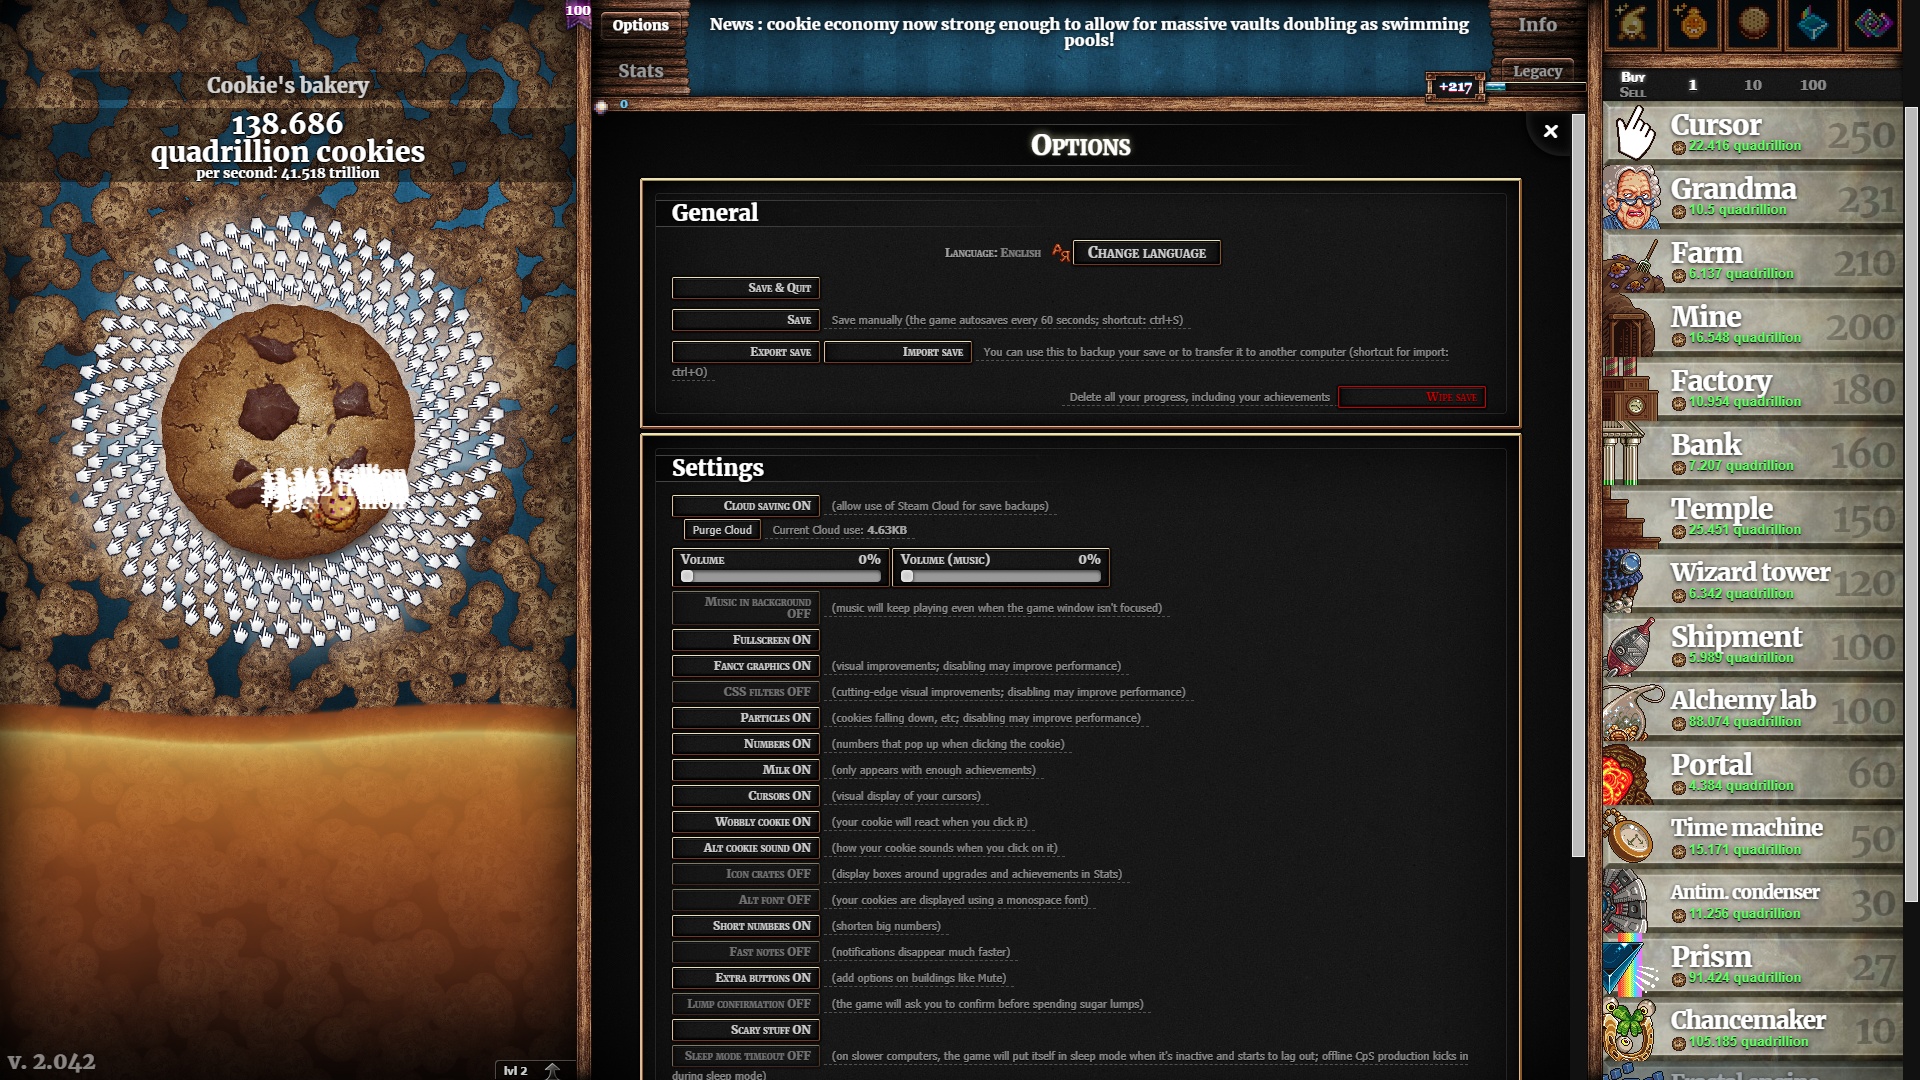 100
Options
Stats
News : cookie economy now strong enough to allow for massive vaults doubling as swimming
pools!
Info
Legacy
+217
0
Cookie's bakery
138.686
quadrillion cookies
per second: 41.518 trillion
v. 2.042
lvl 2
Options
×
General
Language: English
Change language
Save & Quit
Save
Save manually (the game autosaves every 60 seconds; shortcut: ctrl+S)
Export save
Import save
You can use this to backup your save or to transfer it to another computer (shortcut for import:
ctrl+O)
Delete all your progress, including your achievements
Wipe save
Settings
Cloud saving ON
(allow use of Steam Cloud for save backups)
Purge Cloud
Current Cloud use: 4.63KB
Volume 0%
Volume (music) 0%
Music in background
OFF
(music will keep playing even when the game window isn't focused)
Fullscreen ON
Fancy graphics ON
(visual improvements; disabling may improve performance)
CSS filters OFF
(cutting-edge visual improvements; disabling may improve performance)
Particles ON
(cookies falling down, etc; disabling may improve performance)
Numbers ON
(numbers that pop up when clicking the cookie)
Milk ON
(only appears with enough achievements)
Cursors ON
(visual display of your cursors)
Wobbly cookie ON
(your cookie will react when you click it)
Alt cookie sound ON
(how your cookie sounds when you click on it)
Icon crates OFF
(display boxes around upgrades and achievements in Stats)
Alt font OFF
(your cookies are displayed using a monospace font)
Short numbers ON
(shorten big numbers)
Fast notes OFF
(notifications disappear much faster)
Extra buttons ON
(add options on buildings like Mute)
Lump confirmation OFF
(the game will ask you to confirm before spending sugar lumps)
Scary stuff ON
Sleep mode timeout OFF
(on slower computers, the game will put itself in sleep mode when it's inactive and starts to lag out; offline CpS production kicks in
during sleep mode)
Buy
Sell
1
10
100
Cursor
22.416 quadrillion
250
Grandma
10.5 quadrillion
231
Farm
6.137 quadrillion
210
Mine
16.548 quadrillion
200
Factory
10.954 quadrillion
180
Bank
7.207 quadrillion
160
Temple
25.451 quadrillion
150
Wizard tower
6.342 quadrillion
120
Shipment
5.989 quadrillion
100
Alchemy lab
88.074 quadrillion
100
Portal
4.384 quadrillion
60
Time machine
15.171 quadrillion
50
Antim. condenser
11.256 quadrillion
30
Prism
91.424 quadrillion
27
Chancemaker
105.185 quadrillion
10